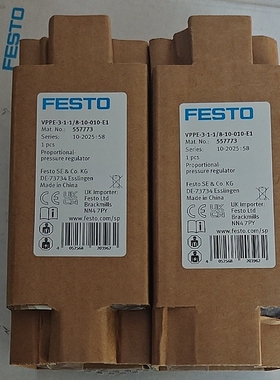 FESTO
FESTO
VPPE-3-1-1/8-10-010-E1
Mat. No.: 557773
Series: 10-2025:58
1 pcs
Proportional-
pressure regulator
Festo SE & Co. KG
DE-73734 Esslingen
Made in China
UK Importer
Festo Ltd
Brackmills
NN4 7PY
www.festo.com/sp
4 057568 703967
FESTO
VPPE-3-1-1/8-10-010-E1
Mat. No.: 557773
Series: 10-2025:58
1 pcs
Proportional-
pressure regulator
Festo SE & Co. KG
DE-73734 Esslingen
Made in China
UK Importer:
Festo Ltd
Brackmills
NN4 7PY
www.festo.com/sp